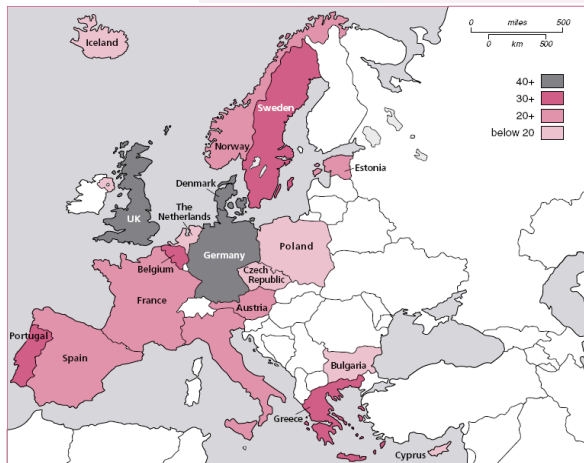 Iceland
0 miles 500
0 km 500
40+
30+
20+
below 20
Sweden
Norway
Estonia
Denmark
The
Netherlands
UK
Germany
Poland
Belgium
Czech
Republic
France
Austria
Portugal
Spain
Bulgaria
Greece
Cyprus